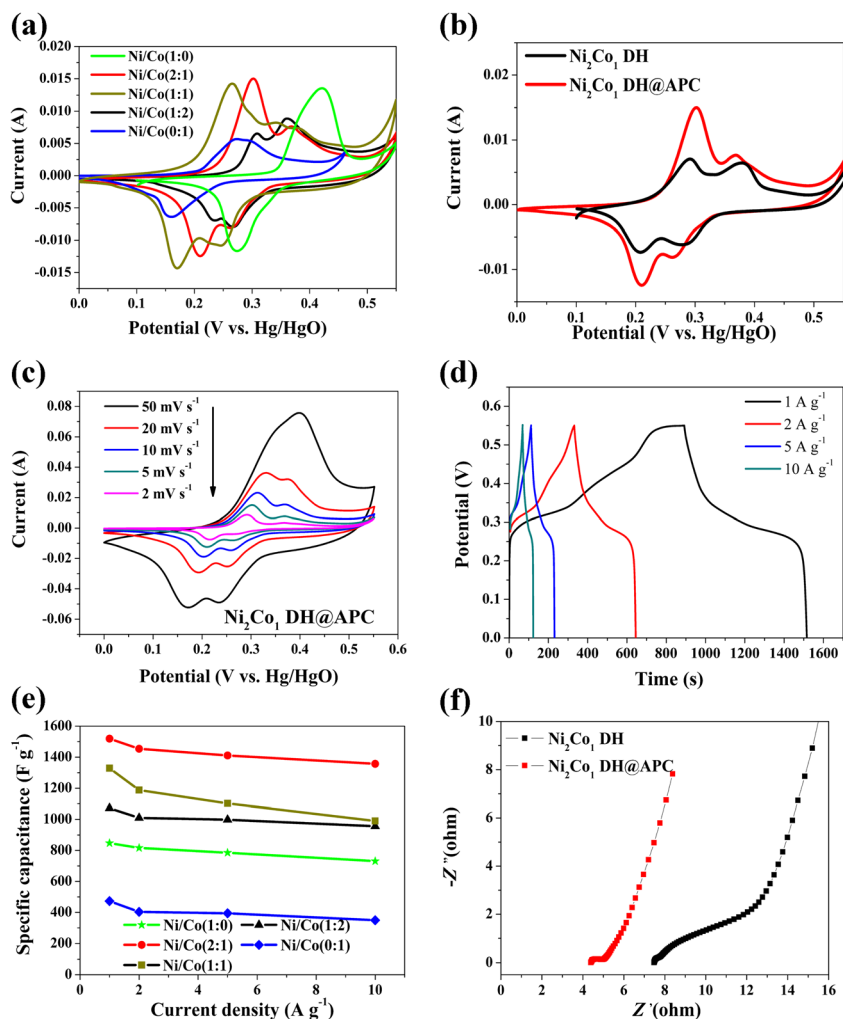 (a)
0.020
0.015
0.010
0.005
0.000
-0.005
-0.010
-0.015
Current (A)
Ni/Co(1:0)
Ni/Co(2:1)
Ni/Co(1:1)
Ni/Co(1:2)
Ni/Co(0:1)
0.0 0.1 0.2 0.3 0.4 0.5
Potential (V vs. Hg/HgO)
(b)
0.02
0.01
0.00
-0.01
Current (A)
Ni₂Co₁ DH
Ni₂Co₁ DH@APC
0.0 0.1 0.2 0.3 0.4 0.5
Potential (V vs. Hg/HgO)
(c)
0.08
0.06
0.04
0.02
0.00
-0.02
-0.04
-0.06
Current (A)
50 mV s⁻¹
20 mV s⁻¹
10 mV s⁻¹
5 mV s⁻¹
2 mV s⁻¹
Ni₂Co₁ DH@APC
0.0 0.1 0.2 0.3 0.4 0.5 0.6
Potential (V vs. Hg/HgO)
(d)
0.6
0.5
0.4
0.3
0.2
0.1
0.0
Potential (V)
1 A g⁻¹
2 A g⁻¹
5 A g⁻¹
10 A g⁻¹
0 200 400 600 800 1000 1200 1400 1600
Time (s)
(e)
1600
1400
1200
1000
800
600
400
200
0
Specific capacitance (F g⁻¹)
Ni/Co(1:0) Ni/Co(1:2)
Ni/Co(2:1) Ni/Co(0:1)
Ni/Co(1:1)
0 2 4 6 8 10
Current density (A g⁻¹)
(f)
10
8
6
4
2
0
-Z''(ohm)
Ni₂Co₁ DH
Ni₂Co₁ DH@APC
0 2 4 6 8 10 12 14 16
Z'(ohm)